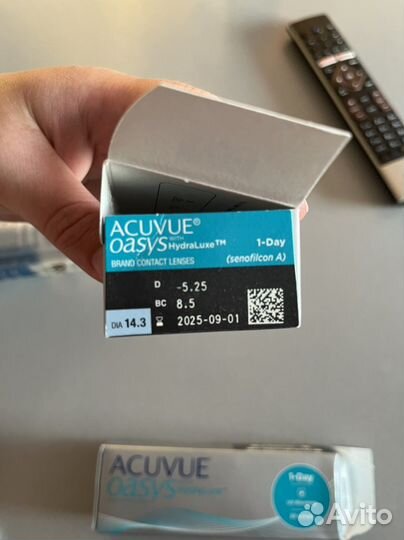 ACUVUE®
OASYS WITH HydraLuxe™ 1-Day
BRAND CONTACT LENSES (senofilcon A)
D -5.25
BC 8.5
DIA 14.3 2025-09-01
ACUVUE
OASYS
1-Day
Avito